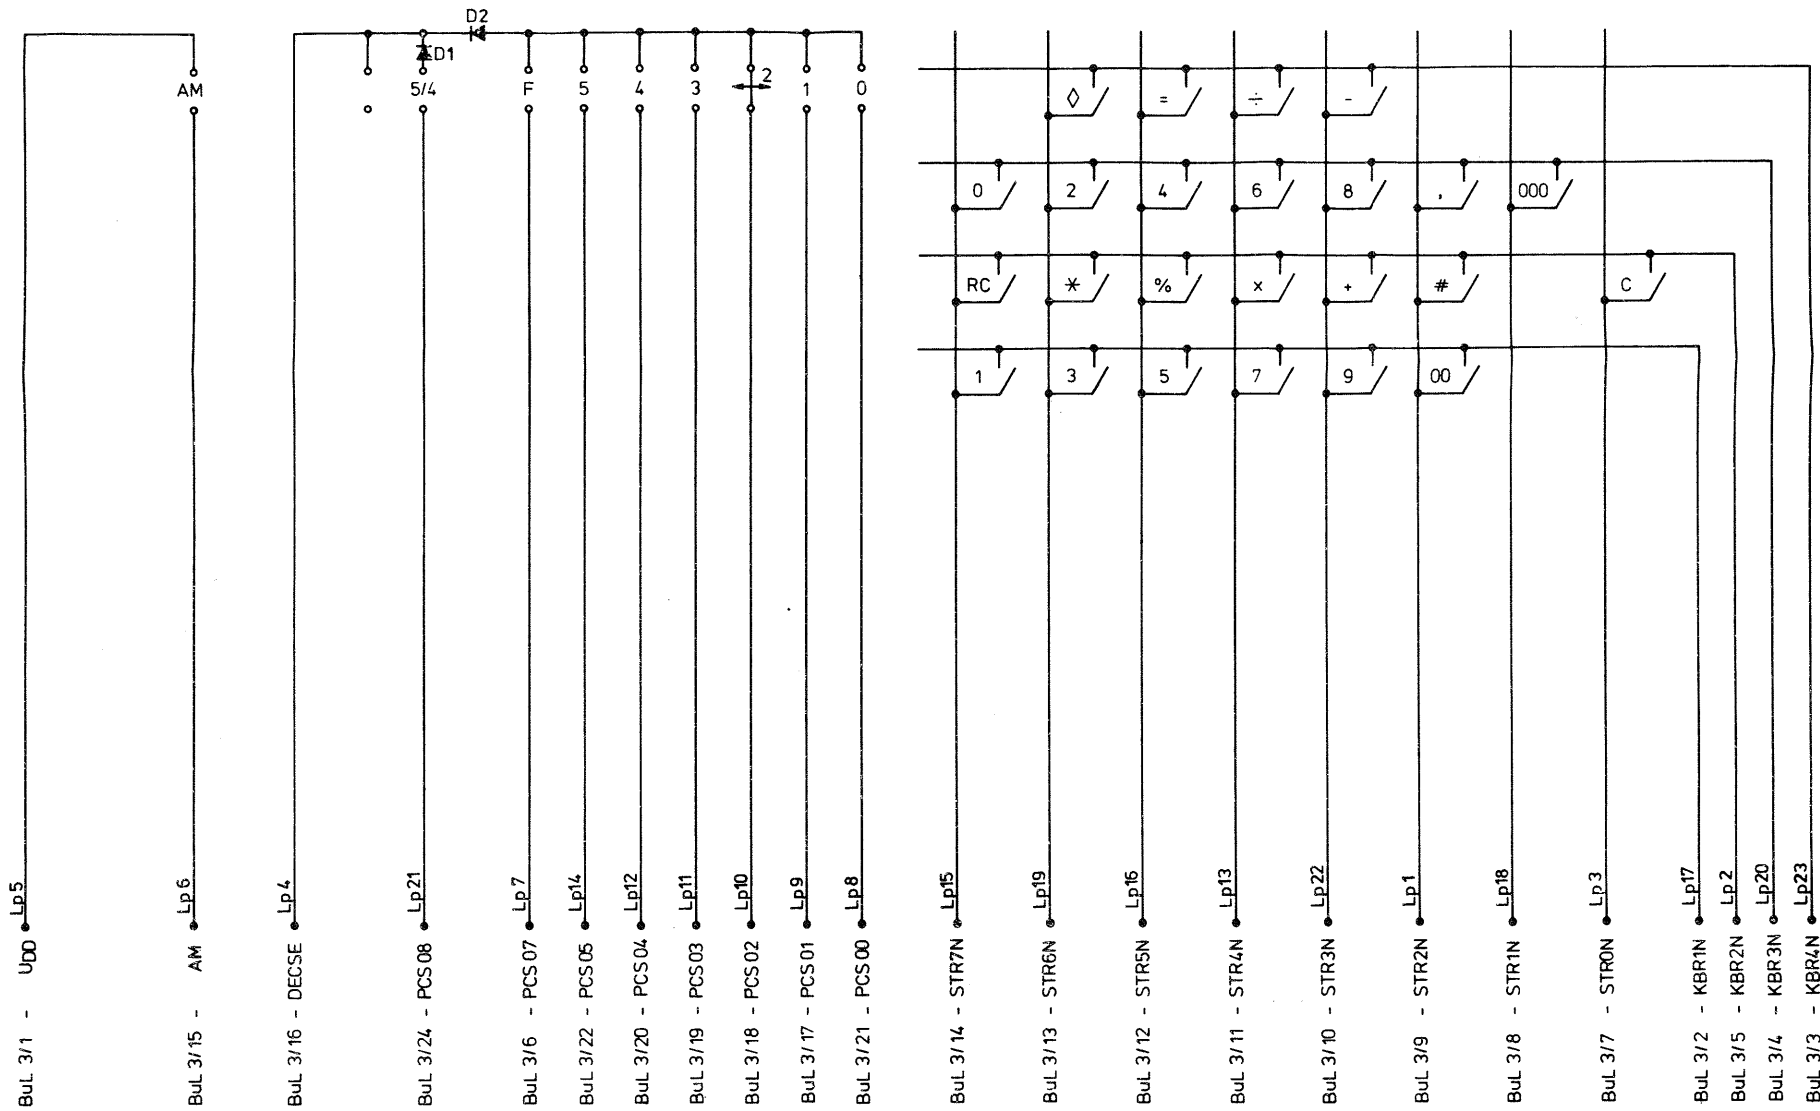 D2
D1
AM 5/4 F 5 4 3 2 1 0
◊ = ÷ -
0 2 4 6 8 , 000
RC * % x + # C
1 3 5 7 9 00
Lp5
Lp6
Lp4
Lp21
Lp7
Lp14
Lp12
Lp11
Lp10
Lp9
Lp8
Lp15
Lp19
Lp16
Lp13
Lp22
Lp1
Lp18
Lp3
Lp17
Lp2
Lp20
Lp23
BuL 3/1 - UDD
BuL 3/15 - AM
BuL 3/16 - DECSE
BuL 3/24 - PCS08
BuL 3/6 - PCS07
BuL 3/22 - PCS05
BuL 3/20 - PCS04
BuL 3/19 - PCS03
BuL 3/18 - PCS02
BuL 3/17 - PCS01
BuL 3/21 - PCS00
BuL 3/14 - STR7N
BuL 3/13 - STR6N
BuL 3/12 - STR5N
BuL 3/11 - STR4N
BuL 3/10 - STR3N
BuL 3/9 - STR2N
BuL 3/8 - STR1N
BuL 3/7 - STR0N
BuL 3/2 - KBR1N
BuL 3/5 - KBR2N
BuL 3/4 - KBR3N
BuL 3/3 - KBR4N